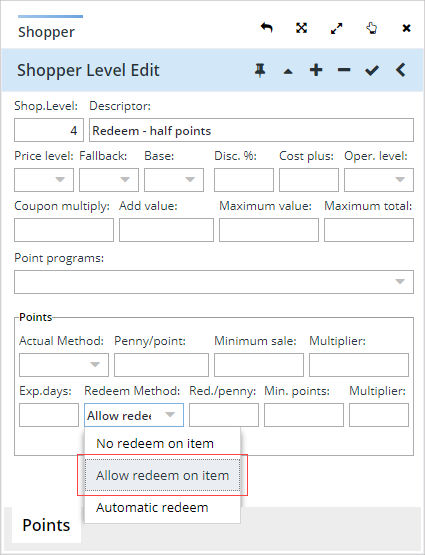 Shopper
Shopper Level Edit
Shop.Level: Descriptor:
4 Redeem - half points
Price level: Fallback: Base: Disc. %: Cost plus: Oper. level:
Coupon multiply: Add value: Maximum value: Maximum total:
Point programs:
Points
Actual Method: Penny/point: Minimum sale: Multiplier:
Exp.days: Redeem Method: Red./penny: Min. points: Multiplier:
Allow redee
No redeem on item
Allow redeem on item
Automatic redeem
Points